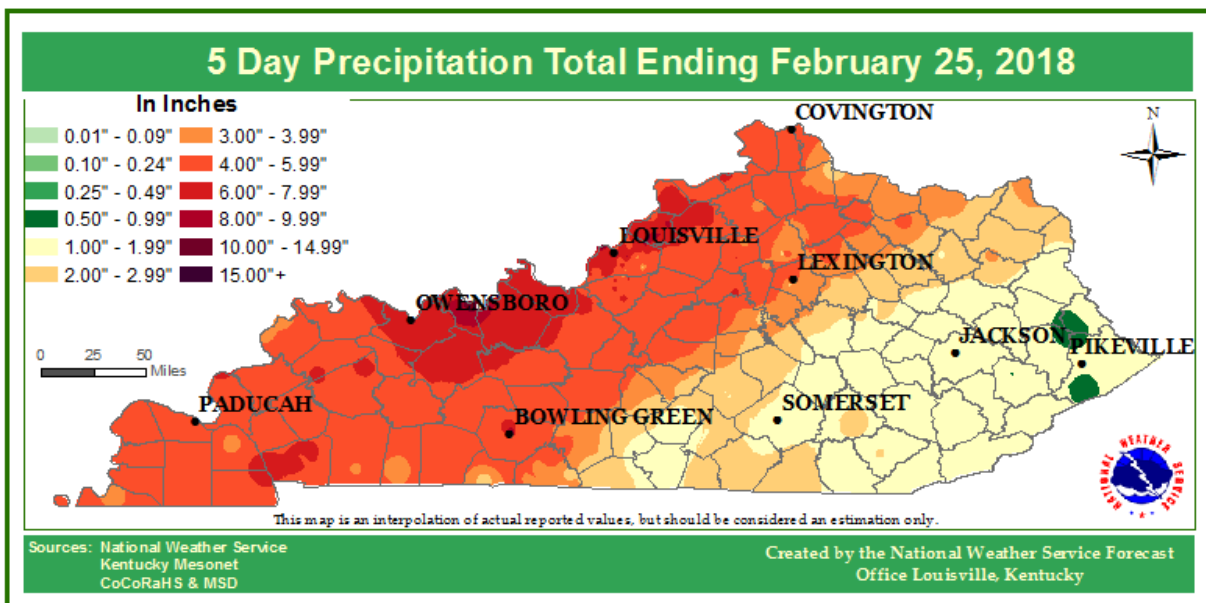 5 Day Precipitation Total Ending February 25, 2018
In Inches
0.01" - 0.09"
0.10" - 0.24"
0.25" - 0.49"
0.50" - 0.99"
1.00" - 1.99"
2.00" - 2.99"
3.00" - 3.99"
4.00" - 5.99"
6.00" - 7.99"
8.00" - 9.99"
10.00" - 14.99"
15.00"+
COVINGTON
N
LOUISVILLE
LEXINGTON
OWENSBORO
JACKSON
PIKEVILLE
0 25 50
Miles
PADUCAH
BOWLING GREEN
SOMERSET
NATIONAL WEATHER SERVICE
This map is an interpolation of actual reported values, but should be considered an estimation only.
Sources: National Weather Service
Kentucky Mesonet
CoCoRaHS & MSD
Created by the National Weather Service Forecast
Office Louisville, Kentucky